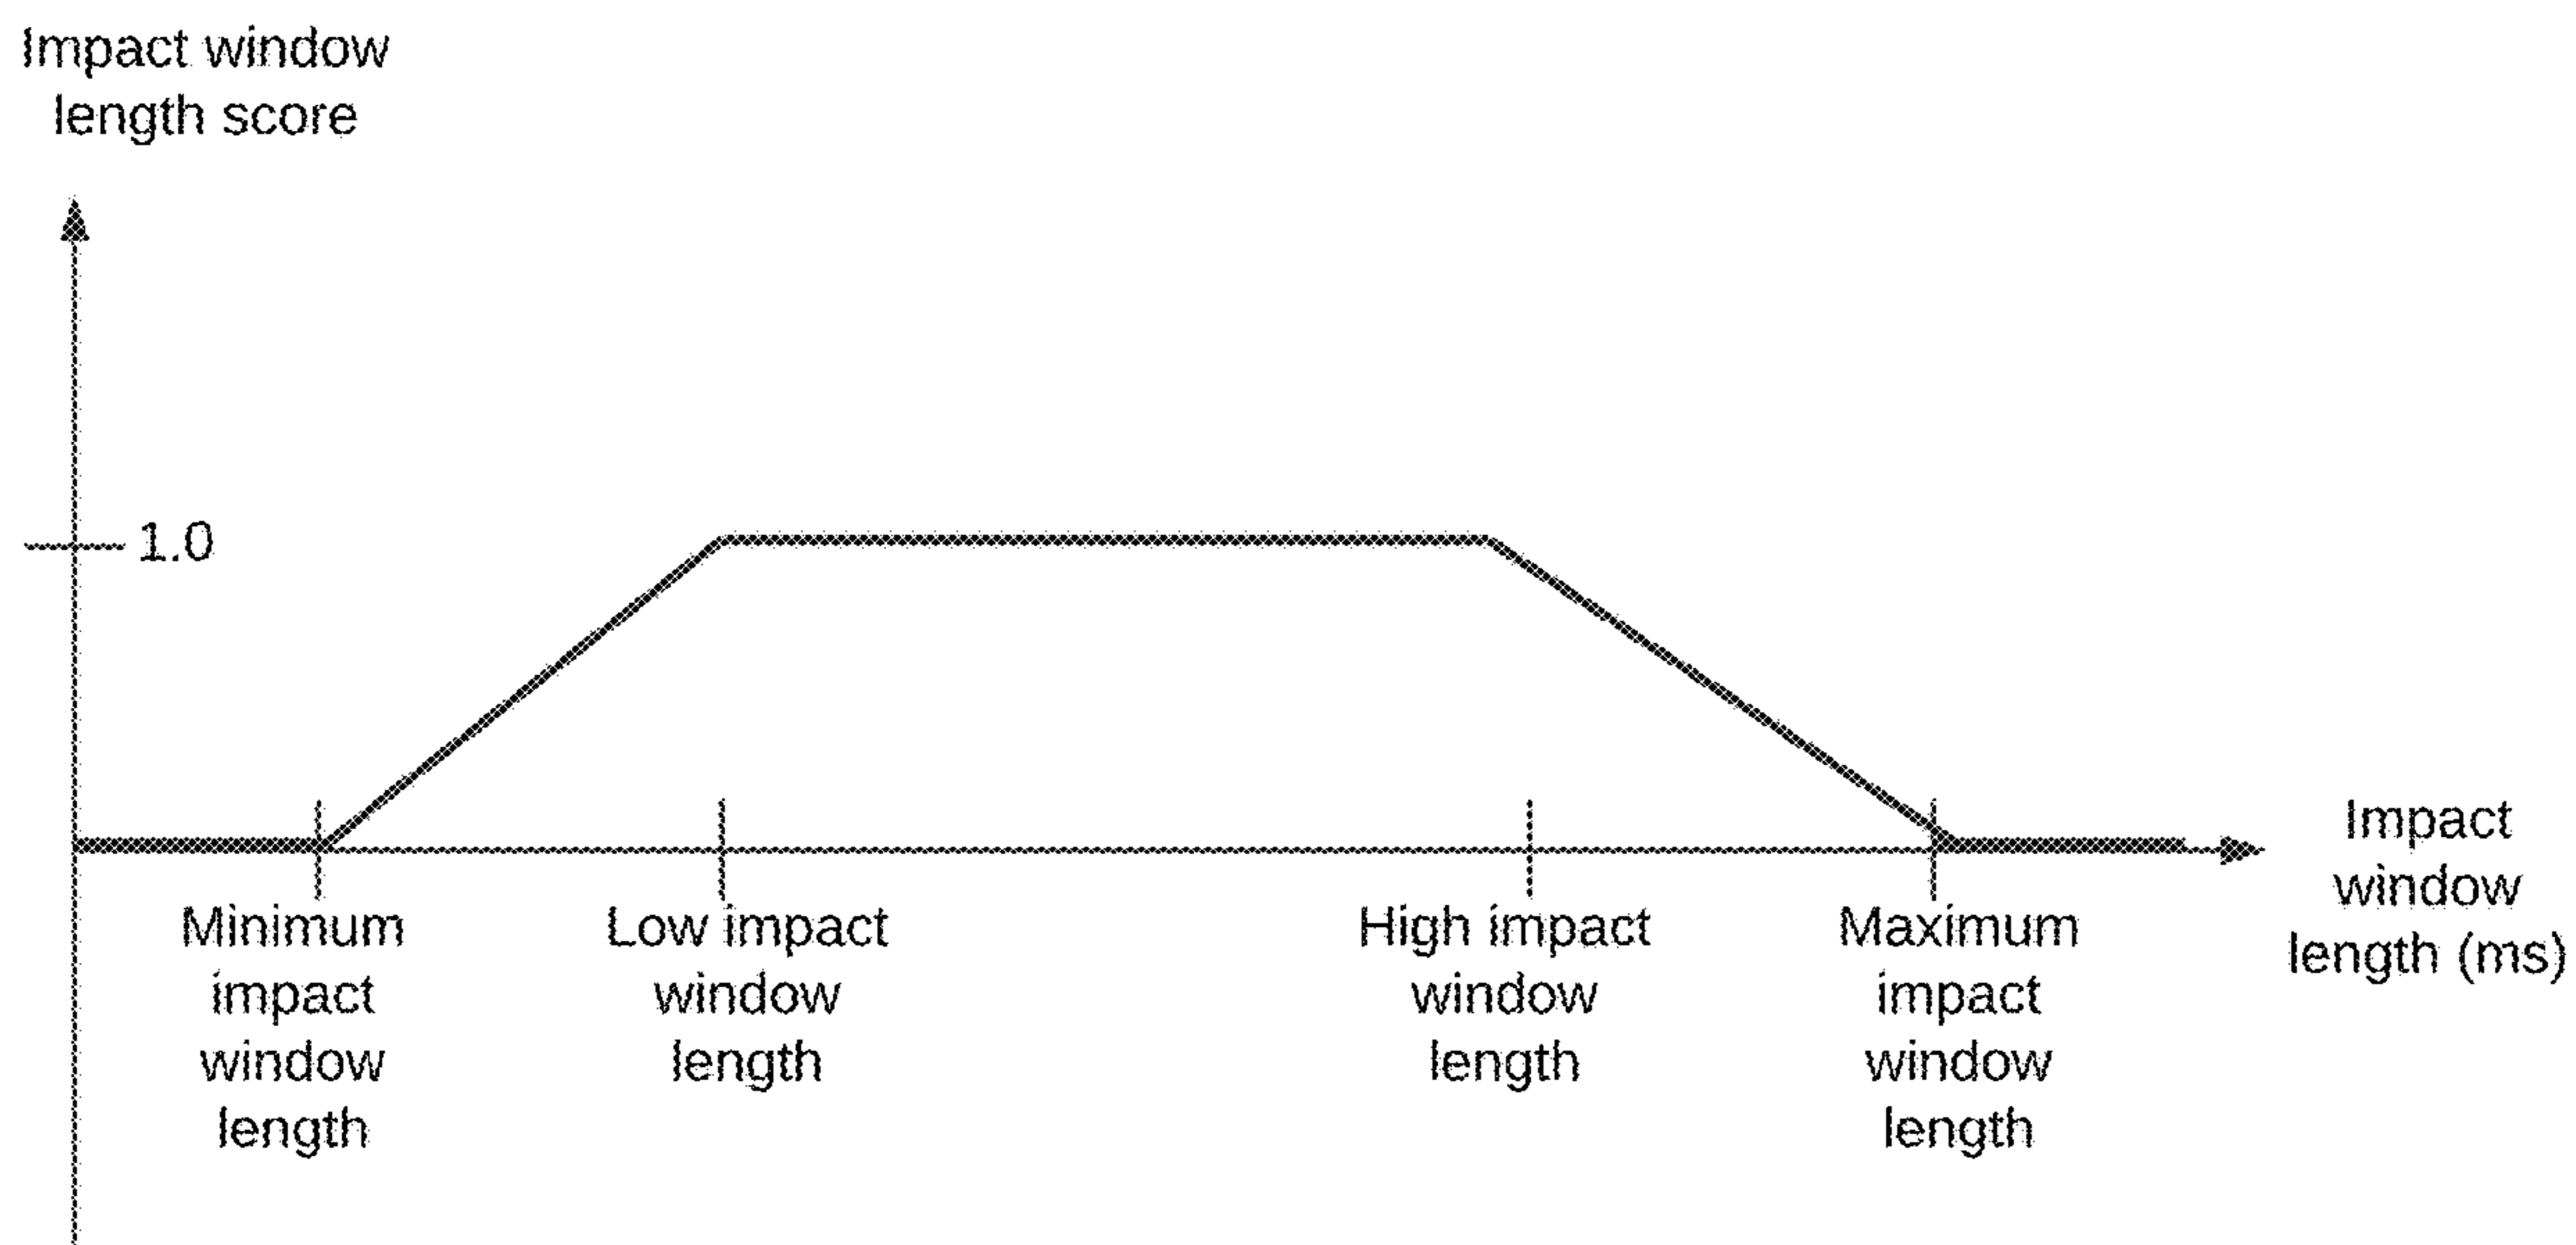 Impact window
length score
1.0
Minimum
impact
window
length
Low impact
window
length
High impact
window
length
Maximum
impact
window
length
Impact
window
length (ms)